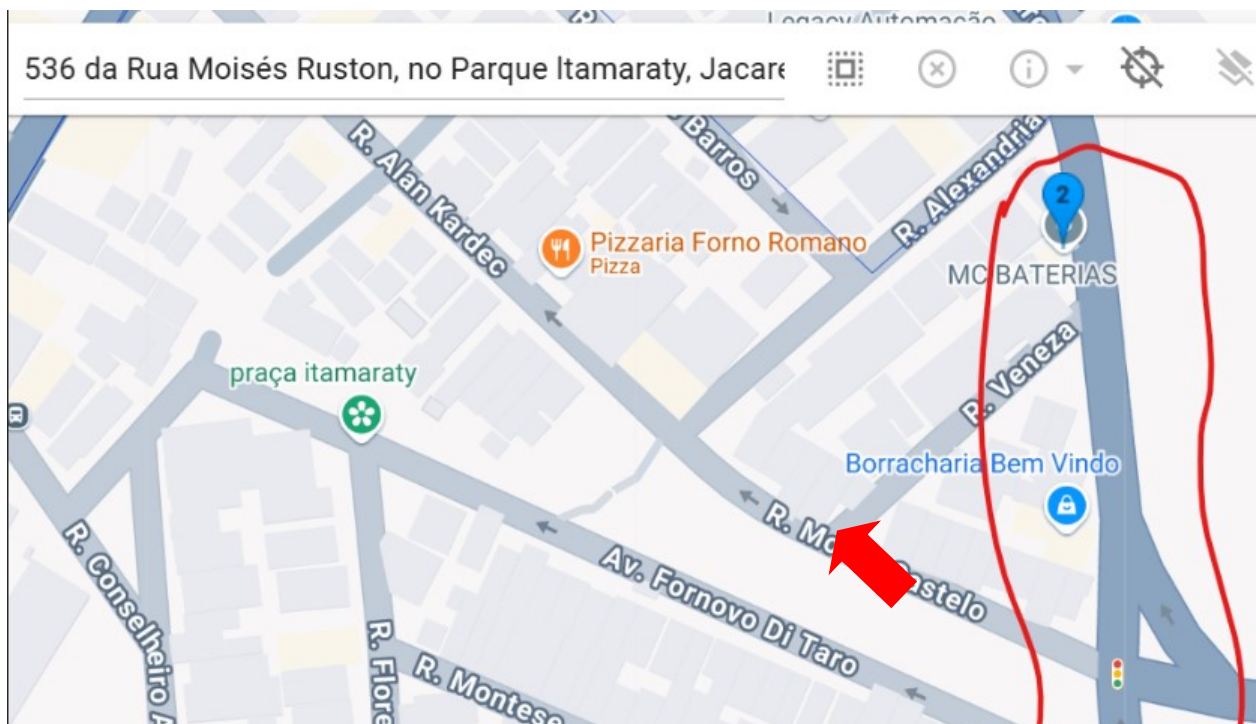 Legacy Automação
536 da Rua Moisés Ruston, no Parque Itamaraty, Jacare
R. Alan Kardec
Barros
R. Alexandria
2
Pizzaria Forno Romano
Pizza
MC BATERIAS
R. Veneza
praça itamaraty
Borracharia Bem Vindo
R. Mo
Castelo
Av. Fornovo Di Taro
R. Conselheiro A
R. Flore
R. Montese